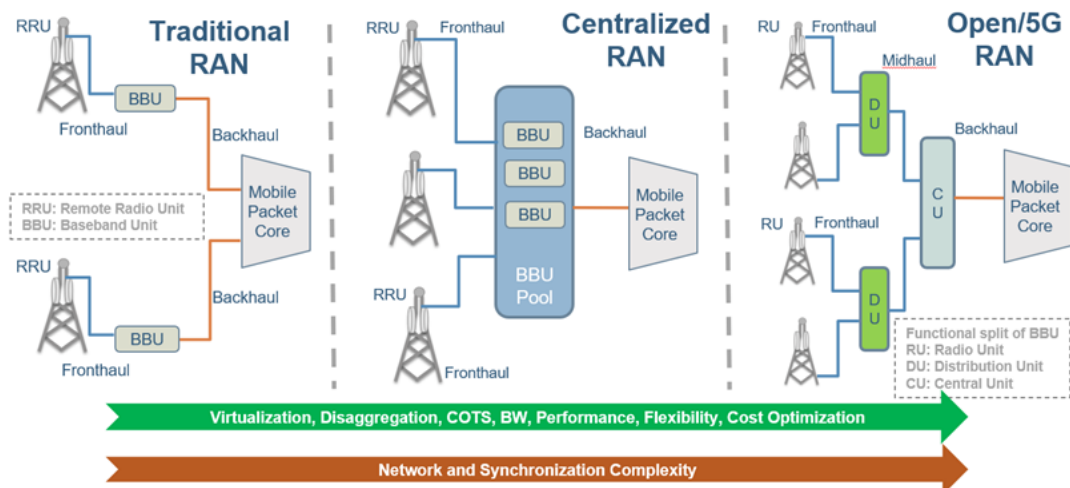 Traditional
RAN
RRU
BBU
Fronthaul
Backhaul
Mobile
Packet
Core
RRU: Remote Radio Unit
BBU: Baseband Unit
RRU
Backhaul
BBU
Fronthaul
Centralized
RAN
RRU
Fronthaul
BBU
BBU
BBU
BBU
Pool
Backhaul
Mobile
Packet
Core
RRU
Fronthaul
Open/5G
RAN
RU
Fronthaul
Midhaul
D
U
Backhaul
C
U
Mobile
Packet
Core
RU
Fronthaul
D
U
Functional split of BBU
RU: Radio Unit
DU: Distribution Unit
CU: Central Unit
Virtualization, Disaggregation, COTS, BW, Performance, Flexibility, Cost Optimization
Network and Synchronization Complexity